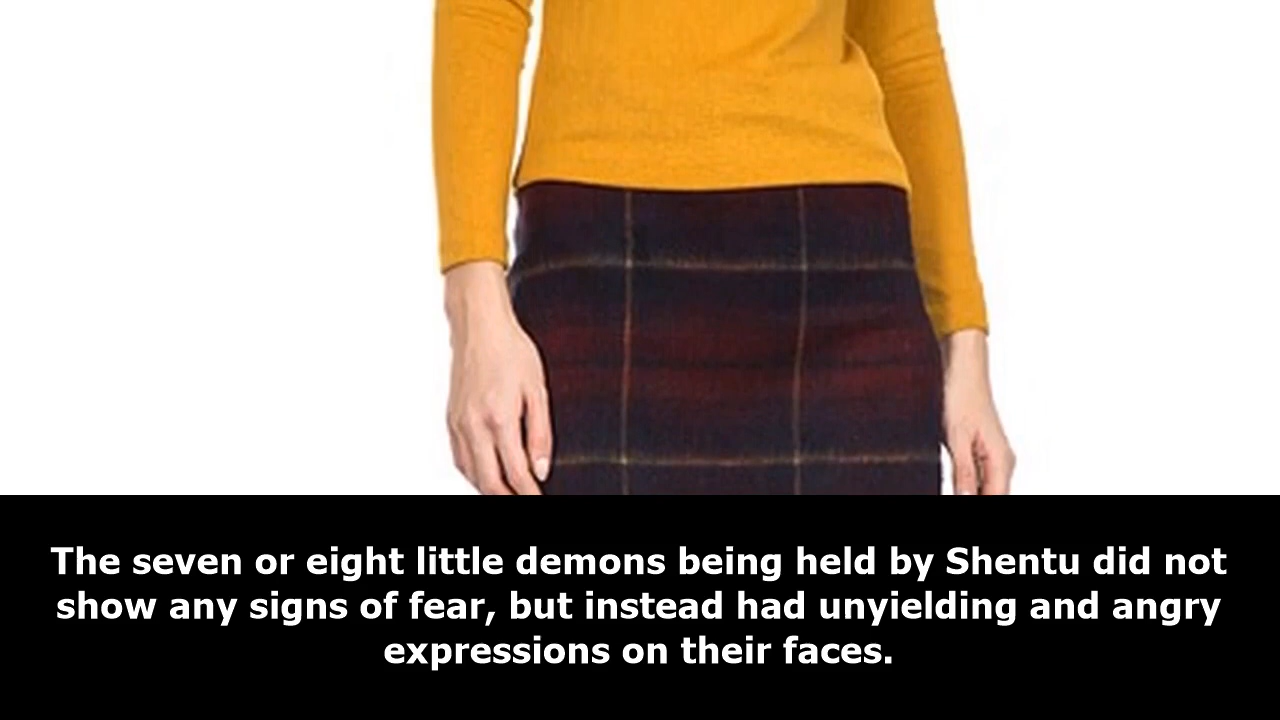 The seven or eight little demons being held by Shentu did not
show any signs of fear, but instead had unyielding and angry
expressions on their faces.